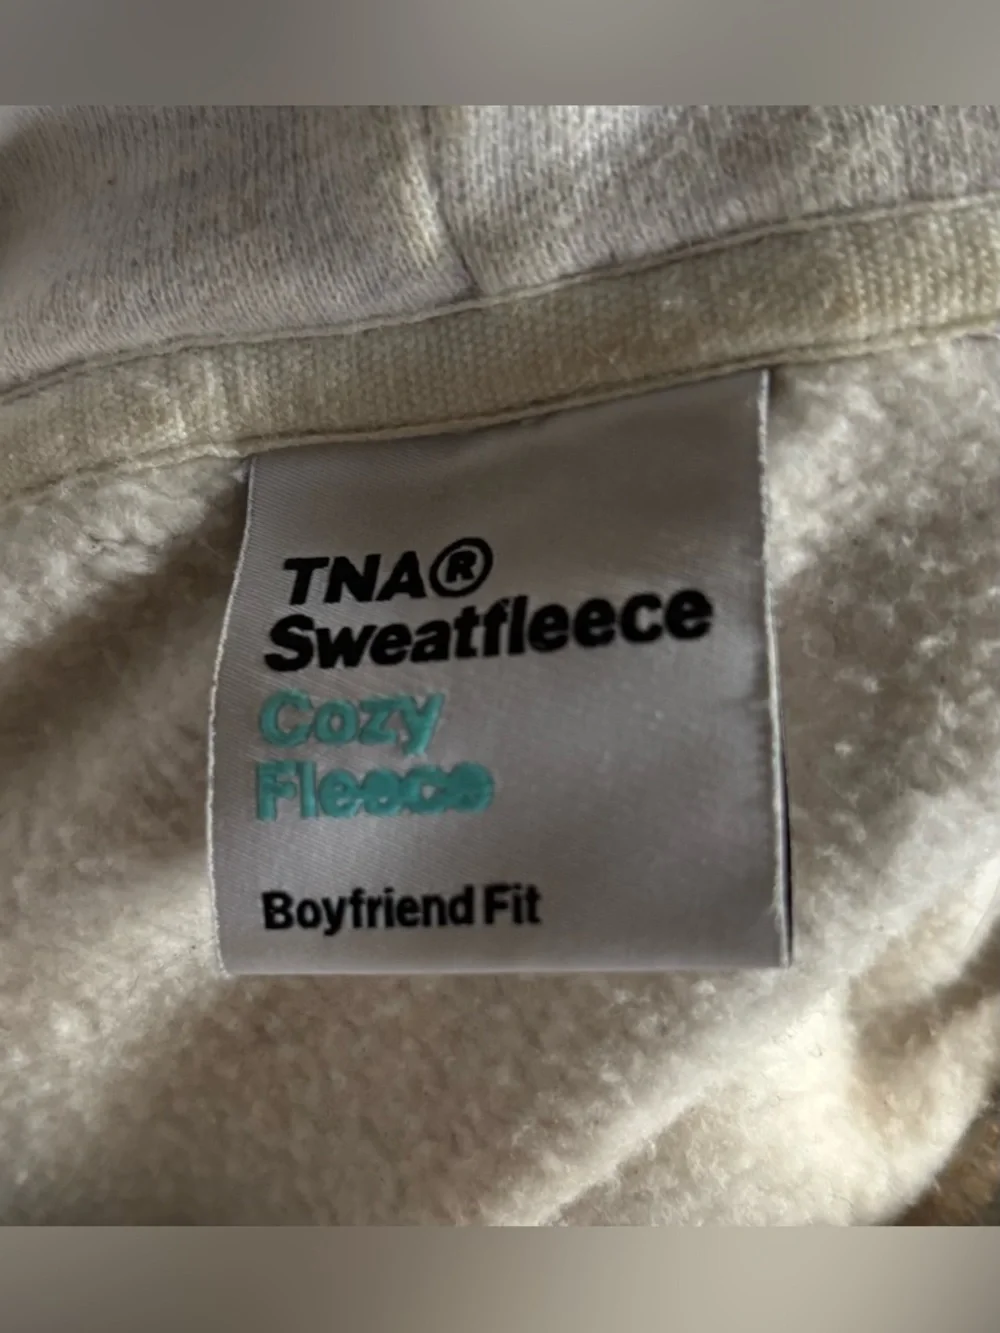 TNA®
Sweatfleece
Cozy
Fleece
Boyfriend Fit